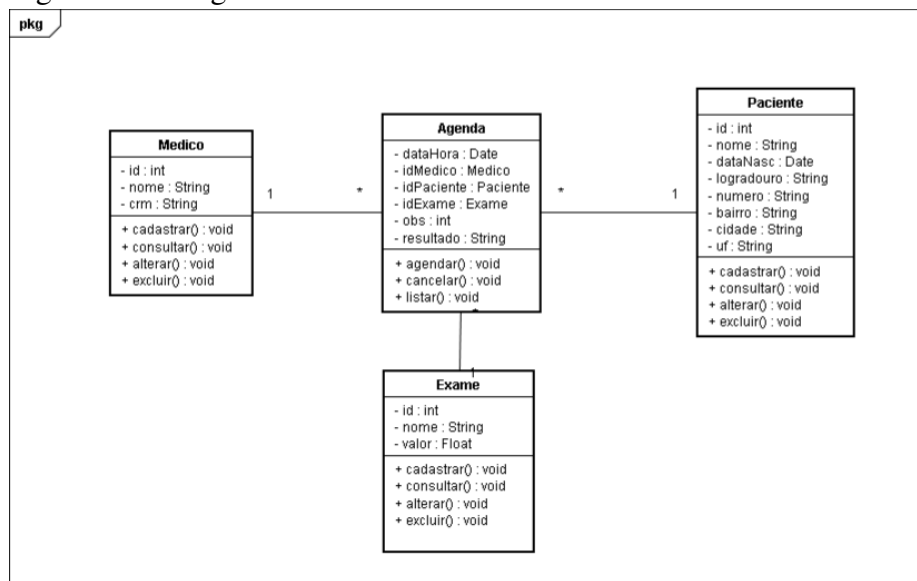 pkg
Medico
- id : int
- nome : String
- crm : String
+ cadastrar() : void
+ consultar() : void
+ alterar() : void
+ excluir() : void
1
*
Agenda
- dataHora : Date
- idMedico : Medico
- idPaciente : Paciente
- idExame : Exame
- obs : int
- resultado : String
+ agendar() : void
+ cancelar() : void
+ listar() : void
*
1
Paciente
- id : int
- nome : String
- dataNasc : Date
- logradouro : String
- numero : String
- bairro : String
- cidade : String
- uf : String
+ cadastrar() : void
+ consultar() : void
+ alterar() : void
+ excluir() : void
*
1
Exame
- id : int
- nome : String
- valor : Float
+ cadastrar() : void
+ consultar() : void
+ alterar() : void
+ excluir() : void